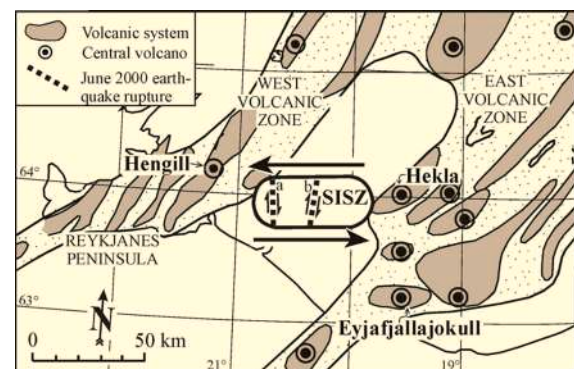 Volcanic system
Central volcano
June 2000 earth-
quake rupture
WEST
VOLCANIC
ZONE
EAST
VOLCANIC
ZONE
64°
Hengill
Hekla
a
b
SISZ
REYKJANES
PENINSULA
63°
N
0
50 km
Eyjafjallajokull
21°
19°